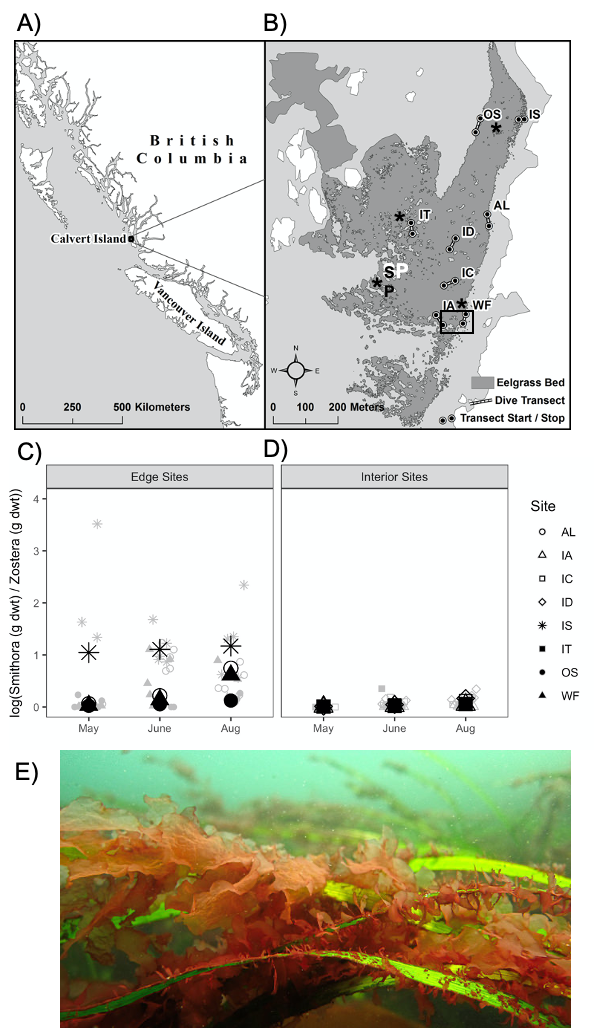 A)
B)
British
Columbia
Calvert Island
Vancouver Island
0 250 500 Kilometers
OS
IS
AL
IT
ID
SP
P
IC
IA
WF
N
W
E
S
0 100 200 Meters
Eelgrass Bed
Dive Transect
Transect Start / Stop
C)
D)
Edge Sites
Interior Sites
log(Smithora (g dwt) / Zostera (g dwt))
4
3
2
1
0
May
June
Aug
May
June
Aug
Site
AL
IA
IC
ID
IS
IT
OS
WF
E)